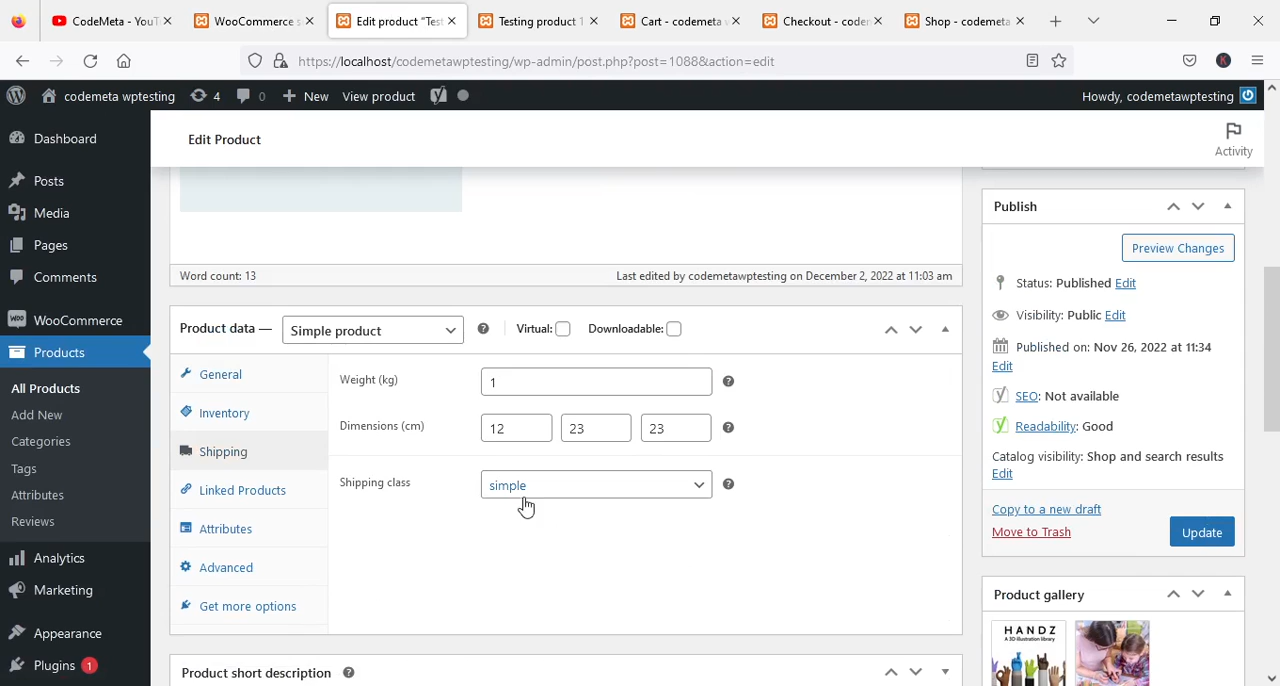 CodeMeta - YouTu
WooCommerce s
Edit product “Test
Testing product 1
Cart - codemeta w
Checkout - codem
Shop - codemeta
https://localhost/codemetawptesting/wp-admin/post.php?post=1088&action=edit
K
codemeta wptesting
4
0
New
View product
Howdy, codemetawptesting
Dashboard
Posts
Media
Pages
Comments
WooCommerce
Products
All Products
Add New
Categories
Tags
Attributes
Reviews
Analytics
Marketing
Appearance
Plugins 1
Edit Product
Activity
Word count: 13
Last edited by codemetawptesting on December 2, 2022 at 11:03 am
Product data —
Simple product
Virtual:
Downloadable:
General
Inventory
Shipping
Linked Products
Attributes
Advanced
Get more options
Weight (kg)
1
Dimensions (cm)
12
23
23
Shipping class
simple
Product short description
Publish
Preview Changes
Status: Published Edit
Visibility: Public Edit
Published on: Nov 26, 2022 at 11:34
Edit
SEO: Not available
Readability: Good
Catalog visibility: Shop and search results
Edit
Copy to a new draft
Move to Trash
Update
Product gallery
HANDZ
A 3D illustration library